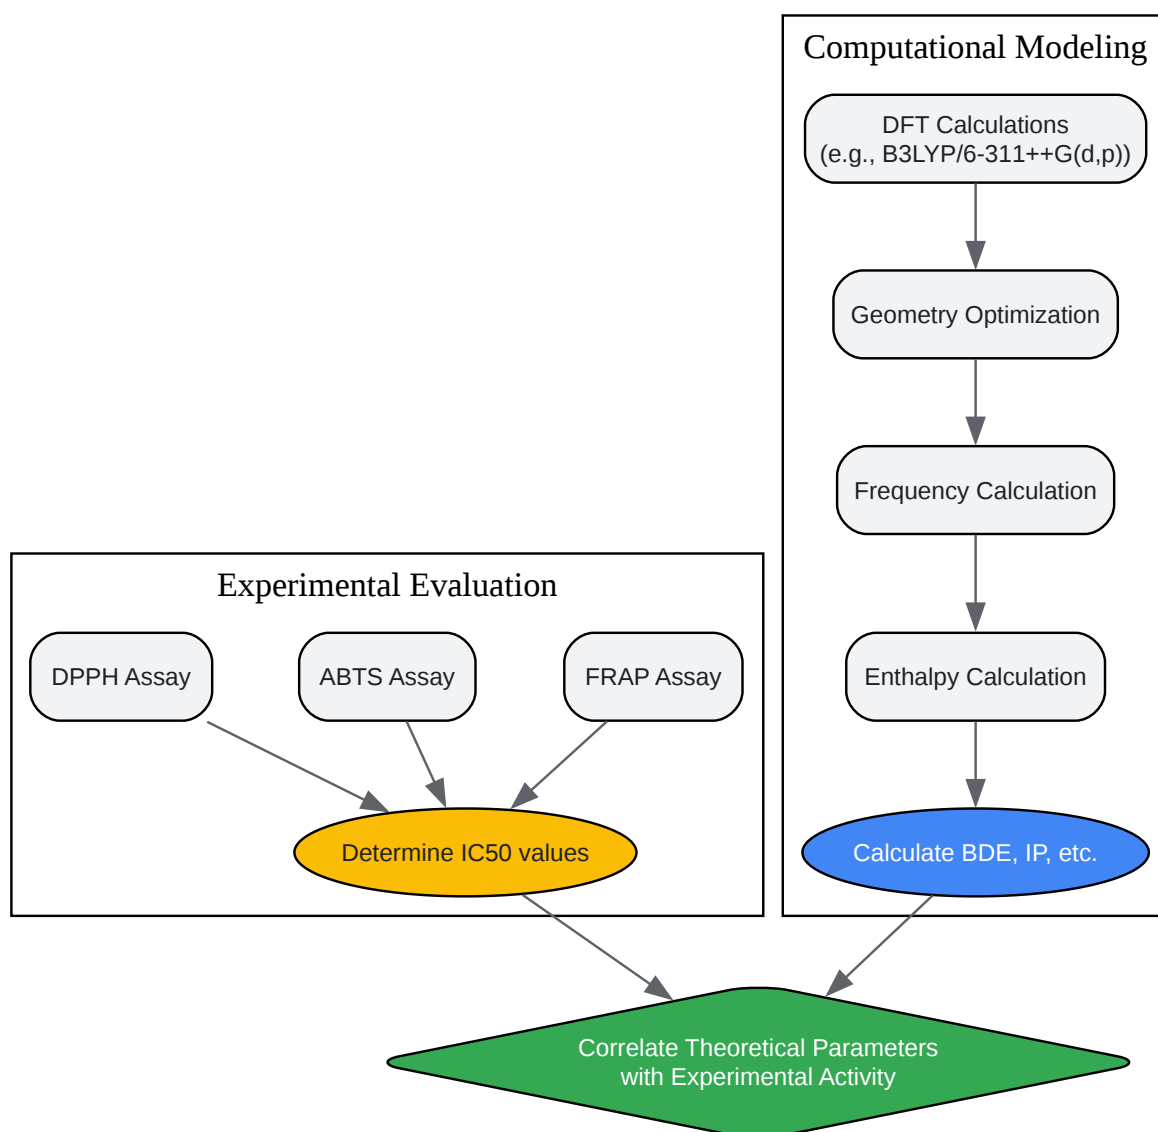 Computational Modeling
DFT Calculations
(e.g., B3LYP/6-311++G(d,p))
Geometry Optimization
Frequency Calculation
Experimental Evaluation
DPPH Assay
ABTS Assay
FRAP Assay
Enthalpy Calculation
Determine IC50 values
Calculate BDE, IP, etc.
Correlate Theoretical Parameters
with Experimental Activity